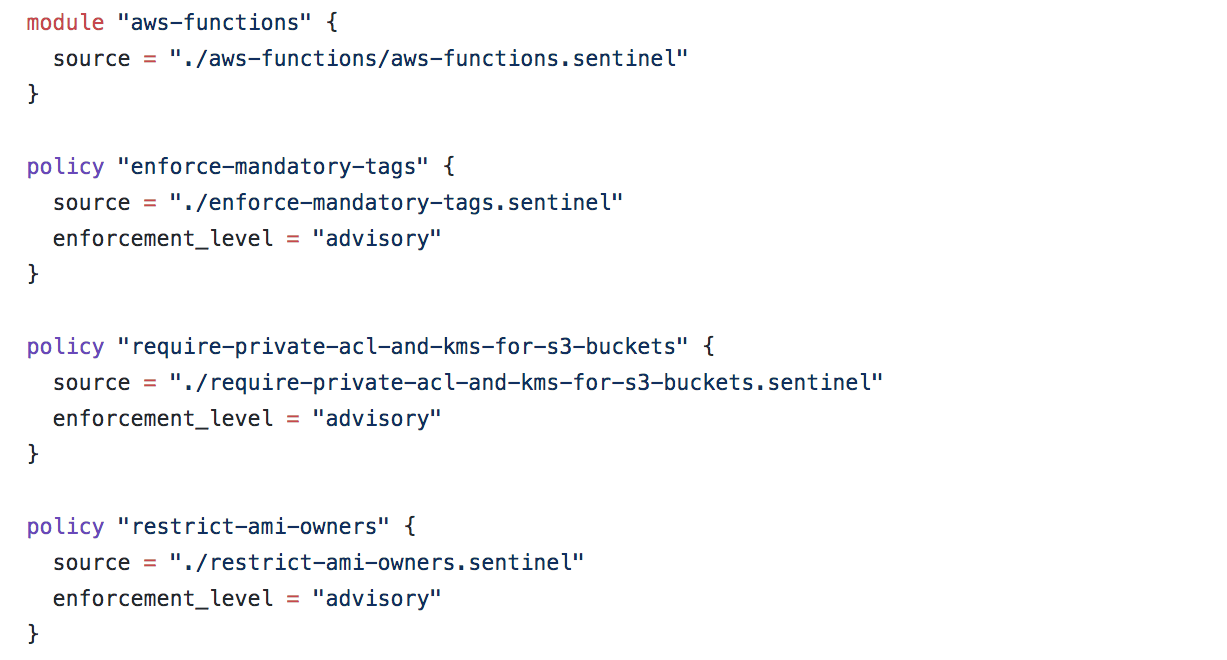 module "aws-functions" {
  source = "./aws-functions/aws-functions.sentinel"
}

policy "enforce-mandatory-tags" {
  source = "./enforce-mandatory-tags.sentinel"
  enforcement_level = "advisory"
}

policy "require-private-acl-and-kms-for-s3-buckets" {
  source = "./require-private-acl-and-kms-for-s3-buckets.sentinel"
  enforcement_level = "advisory"
}

policy "restrict-ami-owners" {
  source = "./restrict-ami-owners.sentinel"
  enforcement_level = "advisory"
}